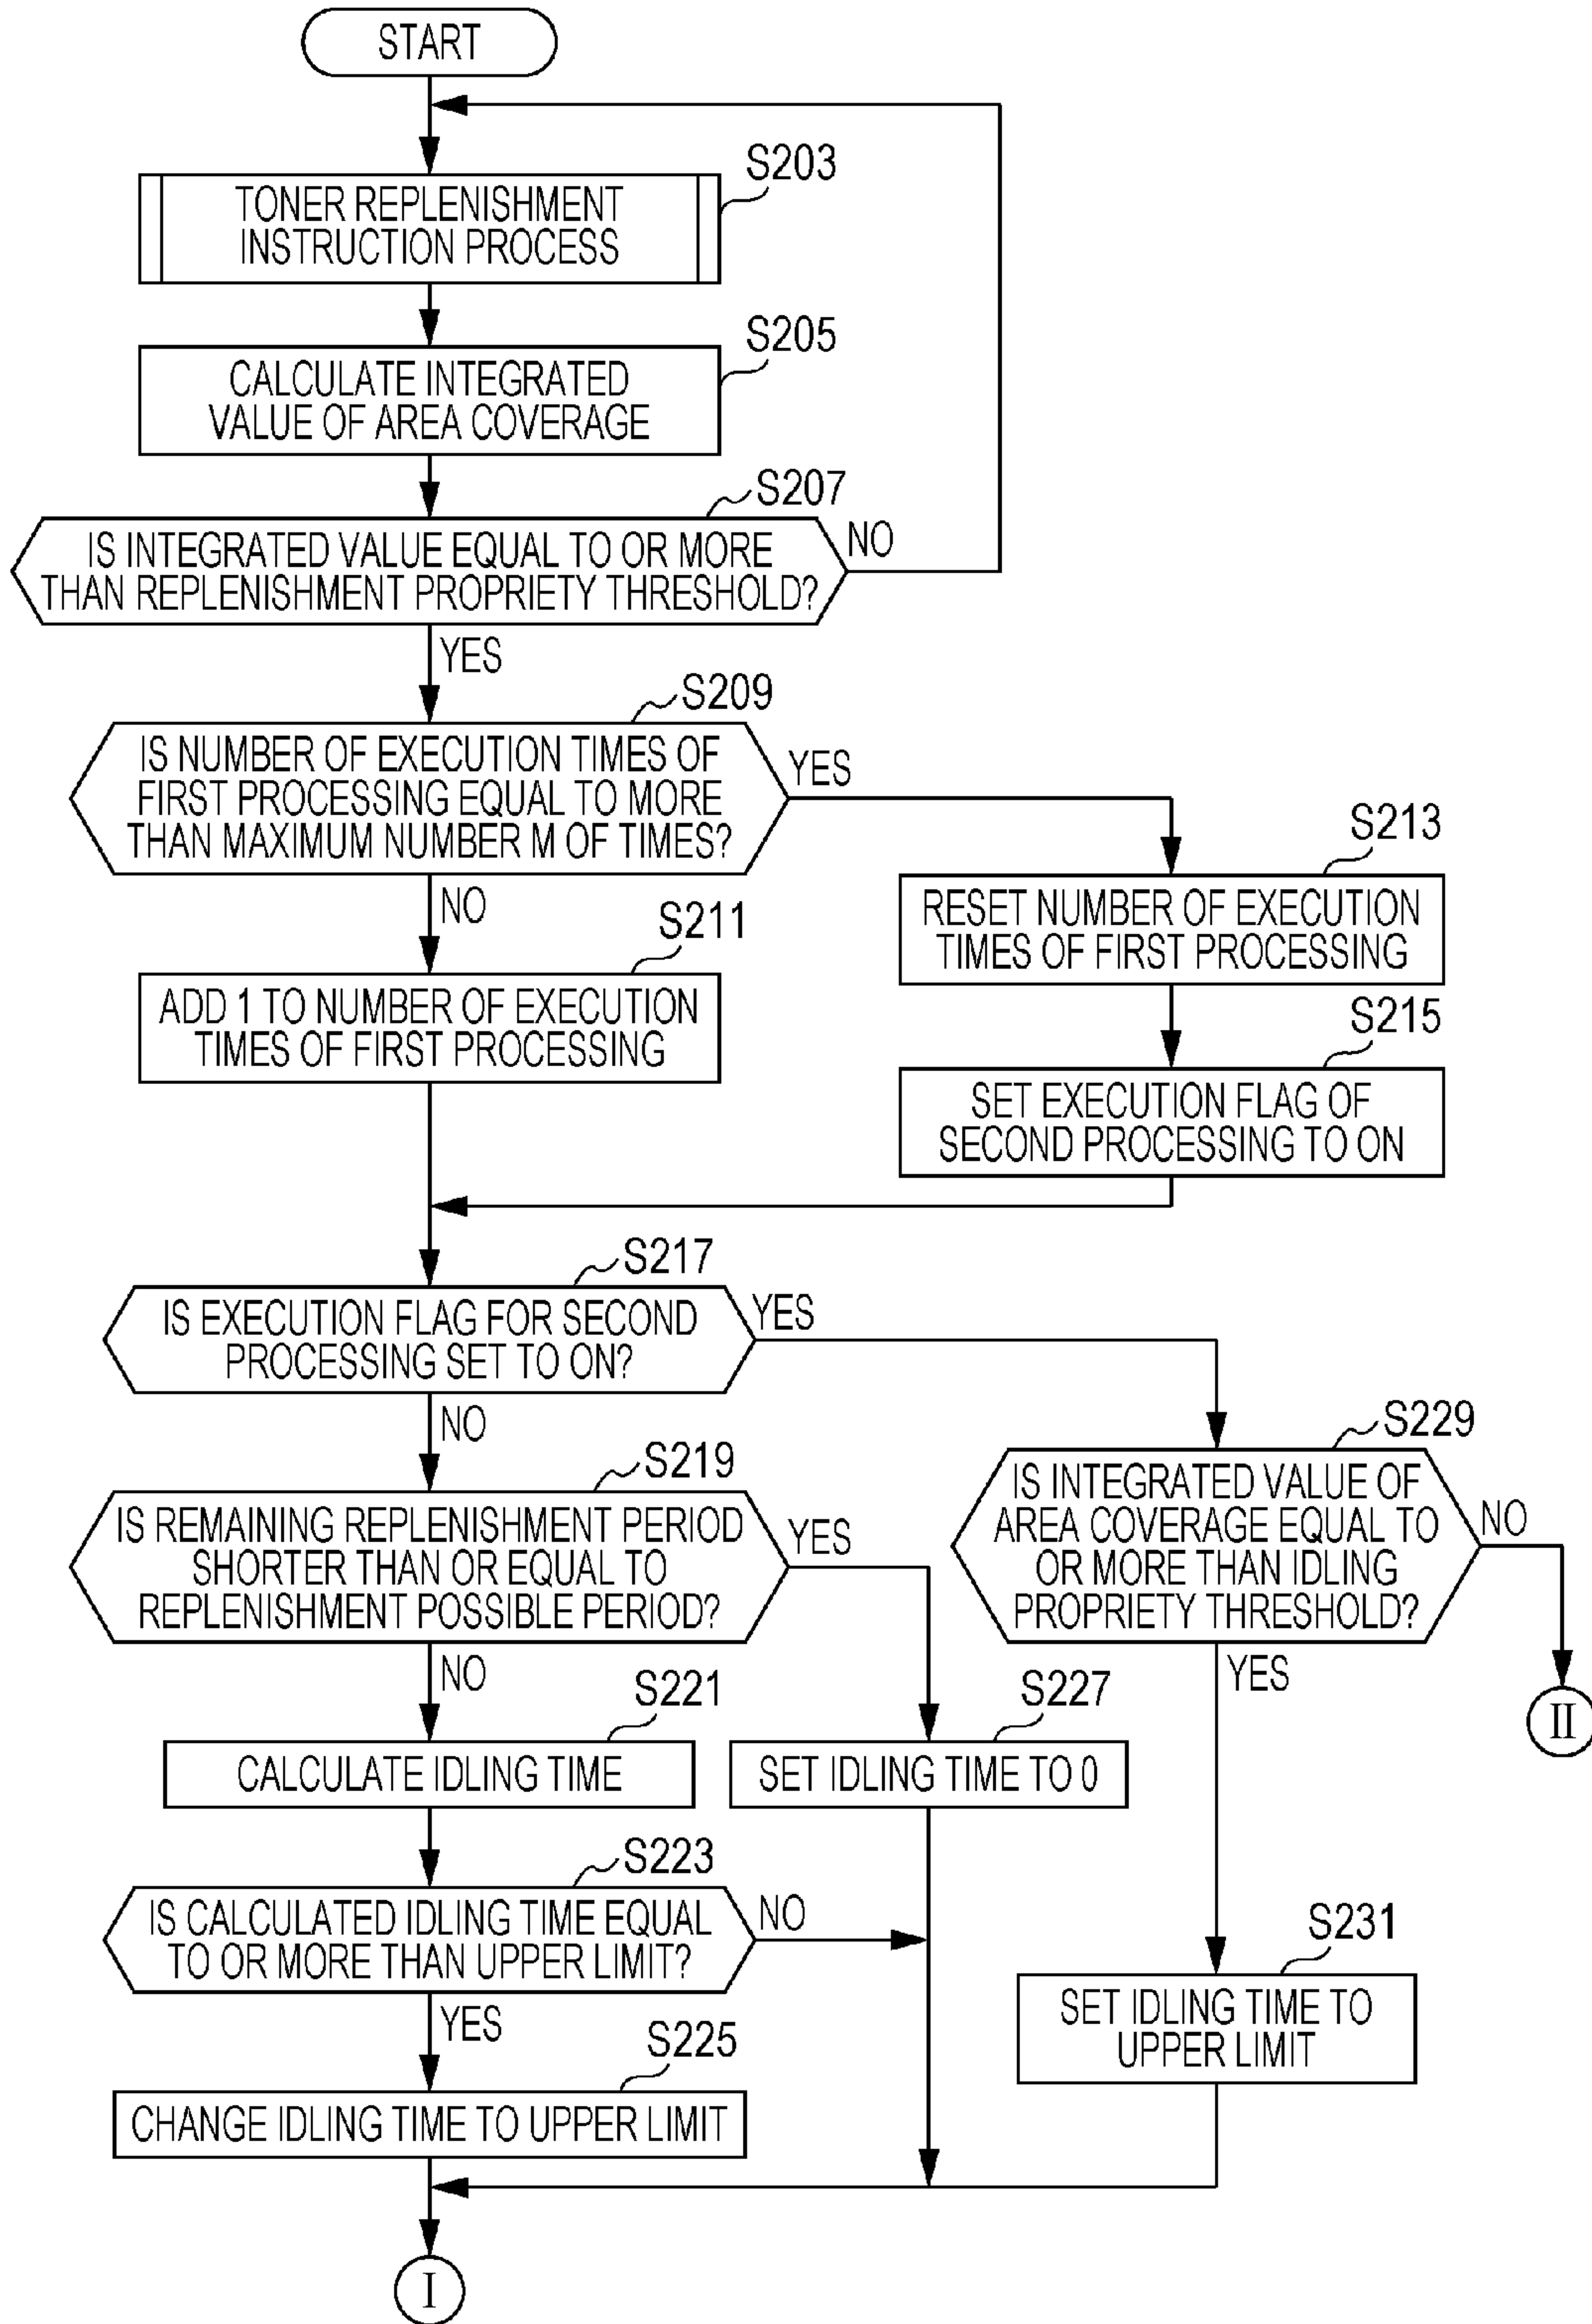 START
S203
TONER REPLENISHMENT
INSTRUCTION PROCESS
S205
CALCULATE INTEGRATED
VALUE OF AREA COVERAGE
S207
IS INTEGRATED VALUE EQUAL TO OR MORE
THAN REPLENISHMENT PROPRIETY THRESHOLD?
NO
YES
S209
IS NUMBER OF EXECUTION TIMES OF
FIRST PROCESSING EQUAL TO MORE
THAN MAXIMUM NUMBER M OF TIMES?
YES
NO
S211
ADD 1 TO NUMBER OF EXECUTION
TIMES OF FIRST PROCESSING
S213
RESET NUMBER OF EXECUTION
TIMES OF FIRST PROCESSING
S215
SET EXECUTION FLAG OF
SECOND PROCESSING TO ON
S217
IS EXECUTION FLAG FOR SECOND
PROCESSING SET TO ON?
YES
NO
S219
IS REMAINING REPLENISHMENT PERIOD
SHORTER THAN OR EQUAL TO
REPLENISHMENT POSSIBLE PERIOD?
YES
NO
S229
IS INTEGRATED VALUE OF
AREA COVERAGE EQUAL TO
OR MORE THAN IDLING
PROPRIETY THRESHOLD?
NO
YES
II
S221
CALCULATE IDLING TIME
S227
SET IDLING TIME TO 0
S223
IS CALCULATED IDLING TIME EQUAL
TO OR MORE THAN UPPER LIMIT?
NO
YES
S231
SET IDLING TIME TO
UPPER LIMIT
S225
CHANGE IDLING TIME TO UPPER LIMIT
I